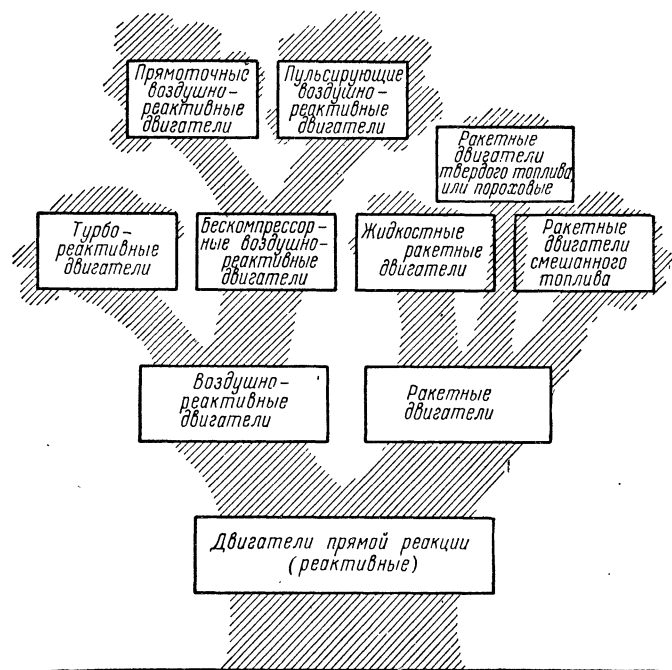 Прямоточный
воздушно-
реактивные
двигатели
Пульсирующие
воздушно-
реактивные
двигатели
Ракетные
двигатели
твердого топлива
или пороховые
Турбо-
реактивные
двигатели
Бескомпрессор-
ные воздушно-
реактивные
двигатели
Жидкостные
ракетные
двигатели
Ракетные
двигатели
смешанного
топлива
Воздушно-
реактивные
двигатели
Ракетные
двигатели
Двигатели прямой реакции
(реактивные)